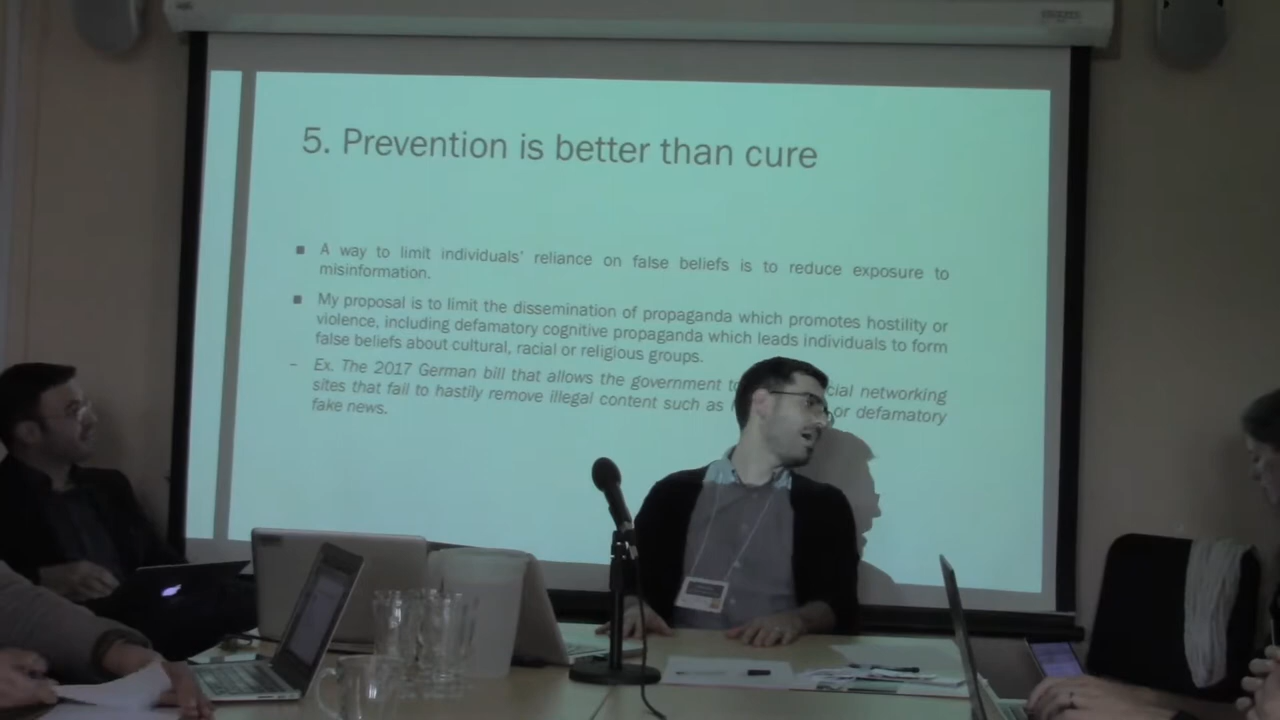 5. Prevention is better than cure
■ A way to limit individuals' reliance on false beliefs is to reduce exposure to
misinformation.
■ My proposal is to limit the dissemination of propaganda which promotes hostility or
violence, including defamatory cognitive propaganda which leads individuals to form
false beliefs about cultural, racial or religious groups.
– Ex. The 2017 German bill that allows the government to networking
sites that fail to hastily remove illegal content such as or defamatory
fake news.